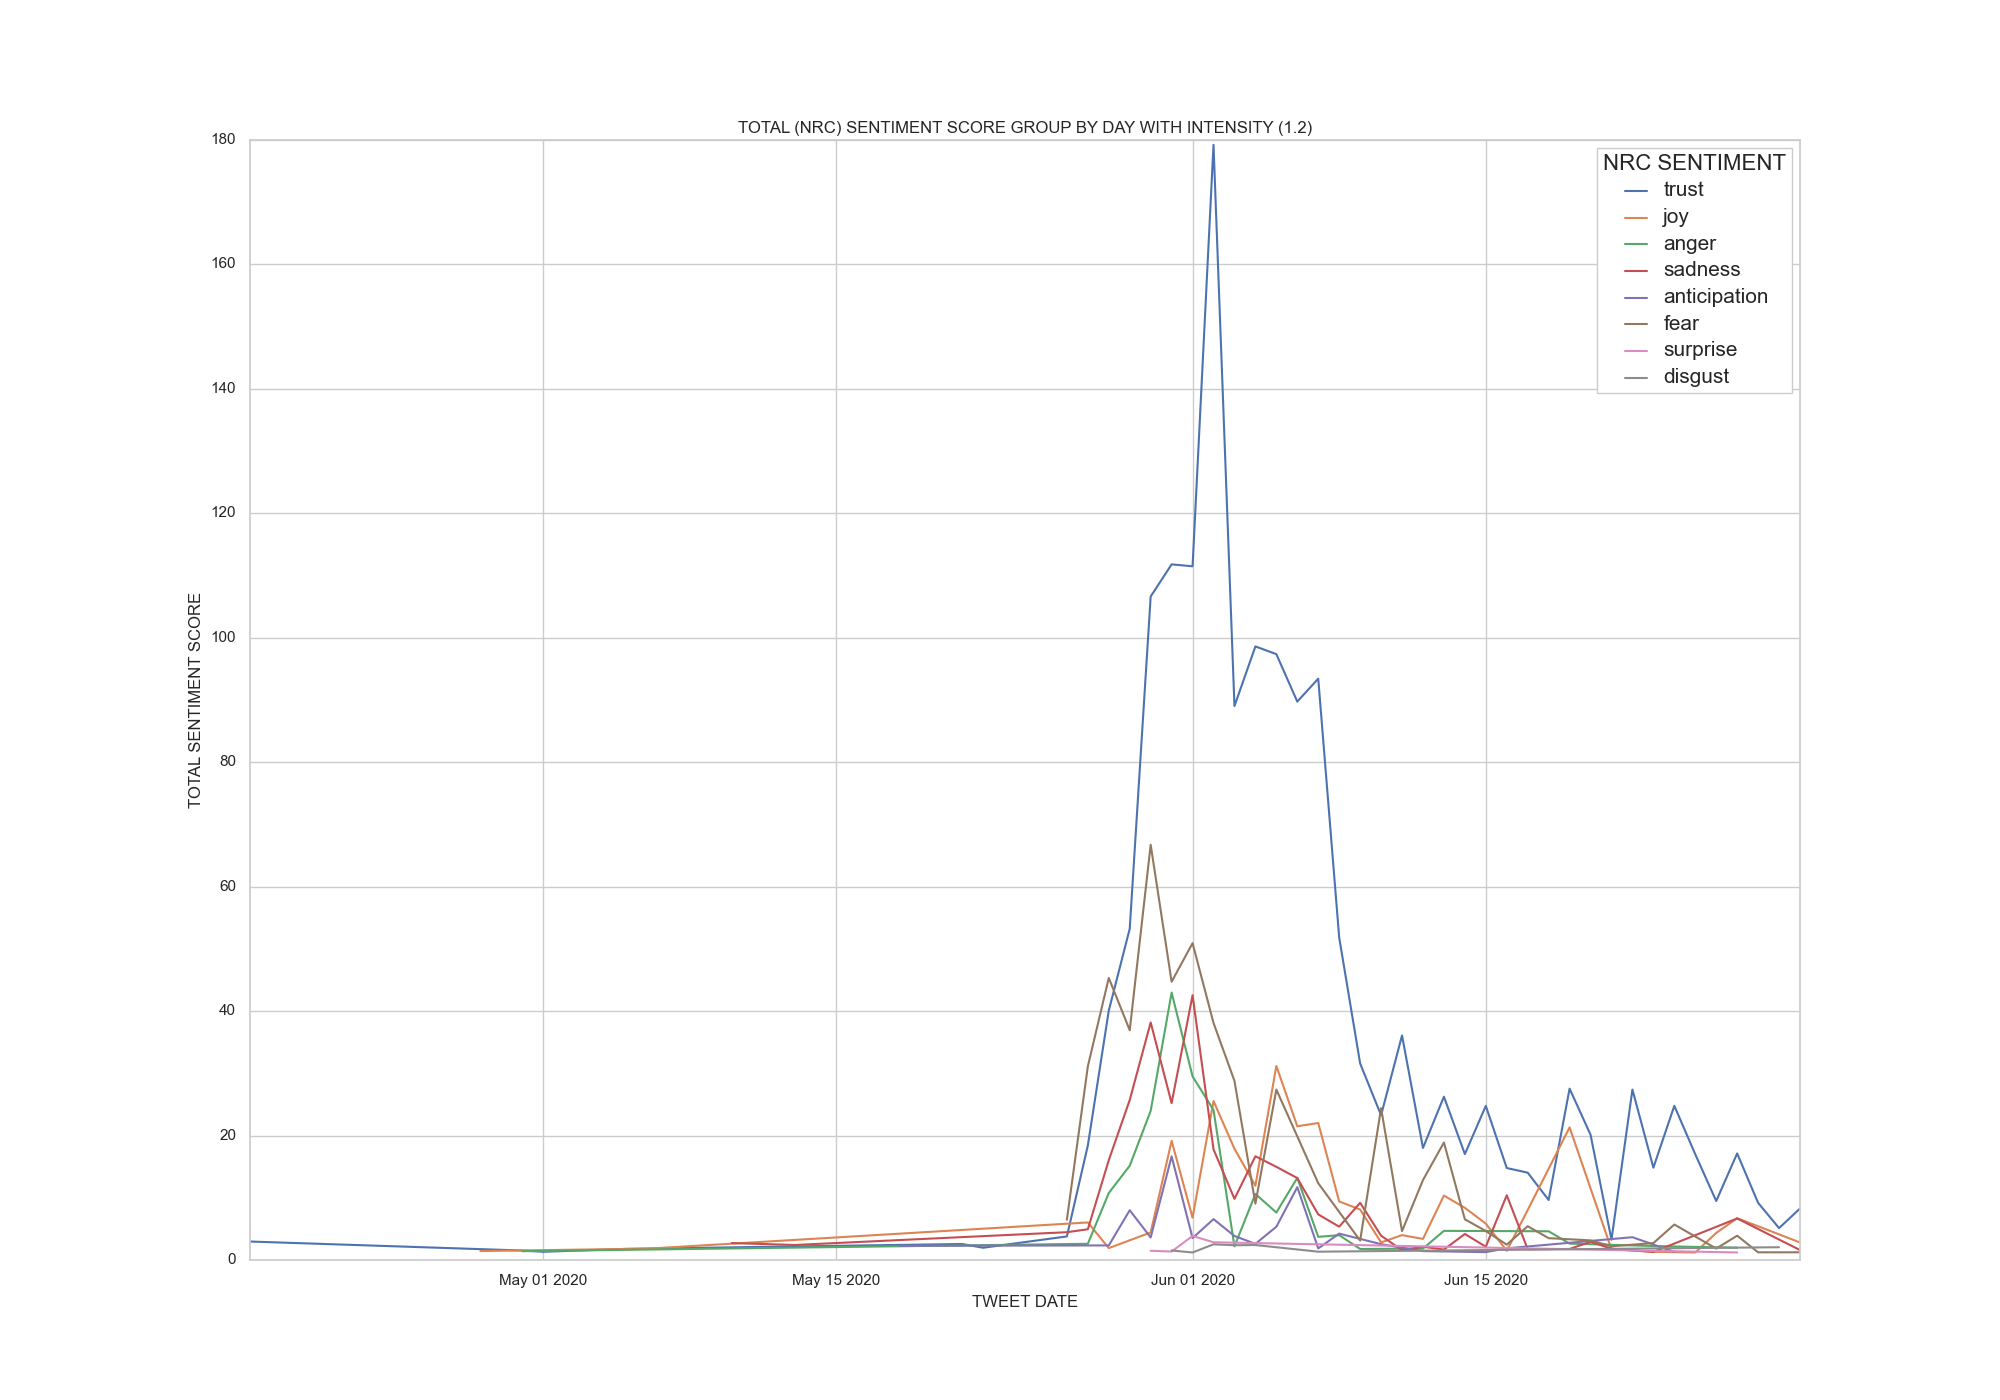 TOTAL (NRC) SENTIMENT SCORE GROUP BY DAY WITH INTENSITY (1.2)
180
160
140
120
100
80
60
40
20
0
TOTAL SENTIMENT SCORE
NRC SENTIMENT
trust
joy
anger
sadness
anticipation
fear
surprise
disgust
May 01 2020
May 15 2020
Jun 01 2020
Jun 15 2020
TWEET DATE